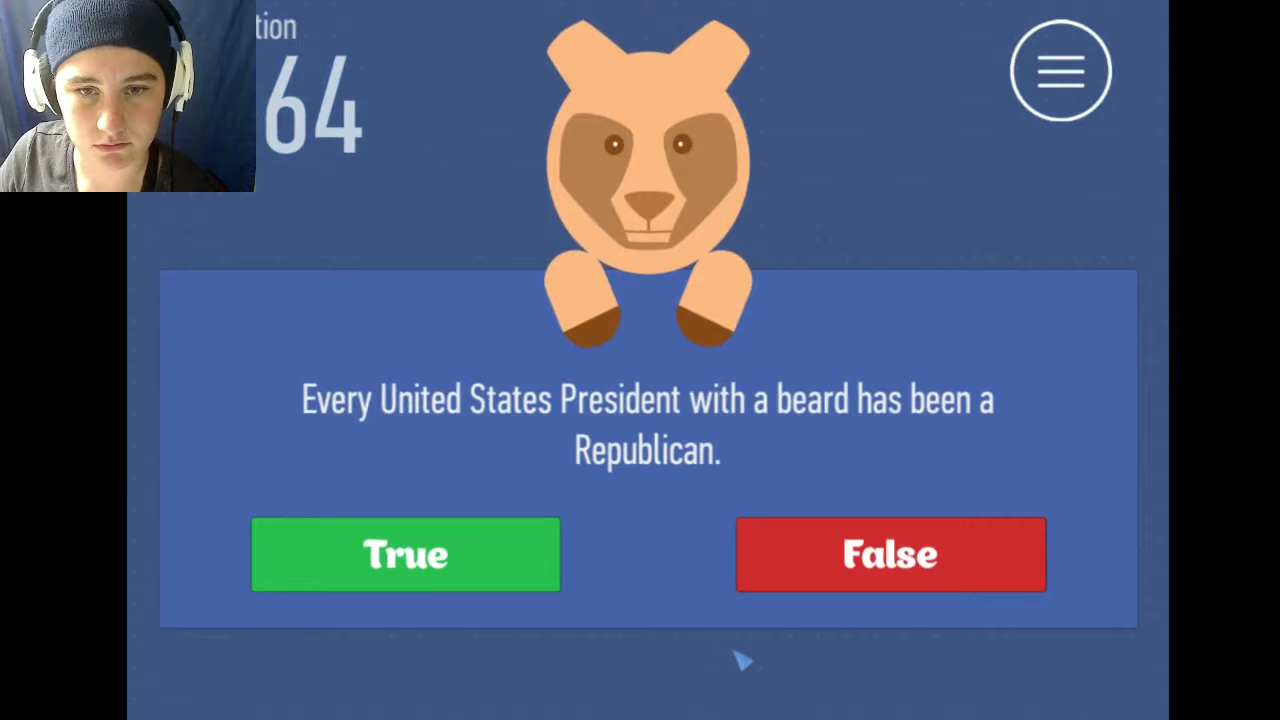 tion
64
Every United States President with a beard has been a
Republican.
True
False